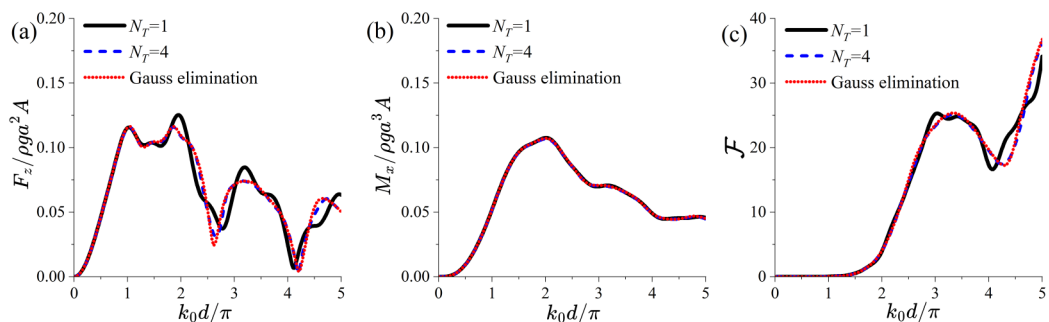 (a)
N_T=1
N_T=4
Gauss elimination
F_z/ρga²A
0.20
0.15
0.10
0.05
0.00
0 1 2 3 4 5
k₀d/π
(b)
N_T=1
N_T=4
Gauss elimination
M_x/ρga³A
0.20
0.15
0.10
0.05
0.00
0 1 2 3 4 5
k₀d/π
(c)
N_T=1
N_T=4
Gauss elimination
ℱ
40
30
20
10
0
0 1 2 3 4 5
k₀d/π